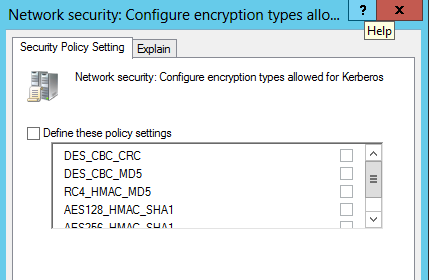 Network security: Configure encryption types allo...
?
x
Help
Security Policy Setting
Explain
Network security: Configure encryption types allowed for Kerberos
Define these policy settings
DES_CBC_CRC
DES_CBC_MD5
RC4_HMAC_MD5
AES128_HMAC_SHA1
AES256_HMAC_SHA1